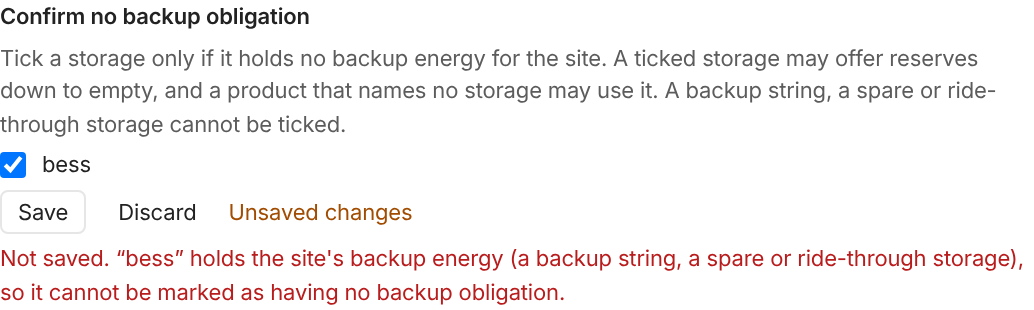 Confirm no backup obligation
Tick a storage only if it holds no backup energy for the site. A ticked storage may offer reserves
down to empty, and a product that names no storage may use it. A backup string, a spare or ride-
through storage cannot be ticked.
bess
Save Discard Unsaved changes
Not saved. “bess” holds the site's backup energy (a backup string, a spare or ride-through storage),
so it cannot be marked as having no backup obligation.